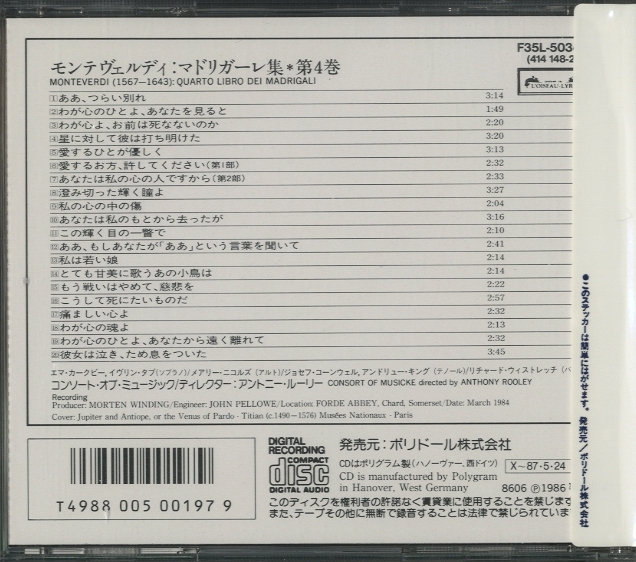 F35L-503
(414 148-2
L'OISEAU-LYR
モンテヴェルディ:マドリガーレ集*第4巻
MONTEVERDI (1567–1643): QUARTO LIBRO DEI MADRIGALI
1 ああ、つらい別れ 3:14
2 わが心のひとよ、あなたを見ると 1:49
3 わが心よ、お前は死なないのか 2:20
4 星に対して彼は打ち明けた 3:20
5 愛するひとが優しく 3:13
6 愛するお方、許してください(第1部) 2:32
7 あなたは私の心の人ですから(第2部) 2:33
8 澄み切った輝く瞳よ 3:27
9 私の心の中の傷 2:04
10 あなたは私のもとから去ったが 3:16
11 この輝く目の一瞥で 2:10
12 ああ、もしあなたが「ああ」という言葉を聞いて 2:41
13 私は若い娘 2:14
14 とても甘美に歌うあの小鳥は 2:14
15 もう戦いはやめて、慈悲を 2:22
16 こうして死にたいものだ 2:57
17 痛ましい心よ 2:32
18 わが心の魂よ 2:13
19 わが心のひとよ、あなたから遠く離れて 2:32
20 彼女は泣き、ため息をついた 3:45
エマ・カークビー、イヴリン・タブ(ソプラノ)/メアリー・ニコルズ(アルト)/ジョセフ・コーンウェル、アンドリュー・キング(テノール)/リチャード・ウィストレッチ(バ
コンソート・オブ・ミュージック/ディレクター:アントニー・ルーリー CONSORT OF MUSICKE directed by ANTHONY ROOLEY
Recording
Producer: MORTEN WINDING/Engineer: JOHN PELLOWE/Location: FORDE ABBEY, Chard, Somerset/Date: March 1984
Cover: Jupiter and Antiope, or the Venus of Pardo - Titian (c.1490–1576) Musées Nationaux - Paris
T4988 005 00197 9
DIGITAL RECORDING
COMPACT disc
DIGITAL AUDIO
発売元:ポリドール株式会社
CDはポリグラム製(ハノーヴァー、西ドイツ)
CD is manufactured by Polygram
in Hanover, West Germany
X-87·5·24
8606 Ⓟ1986
このディスクを権利者の許諾なく賃貸業に使用することを禁じます
また、テープその他に無断で録音することは法律で禁じられています
●このステッカーは簡単にはがせます。 発売元/ポリドール株式会社